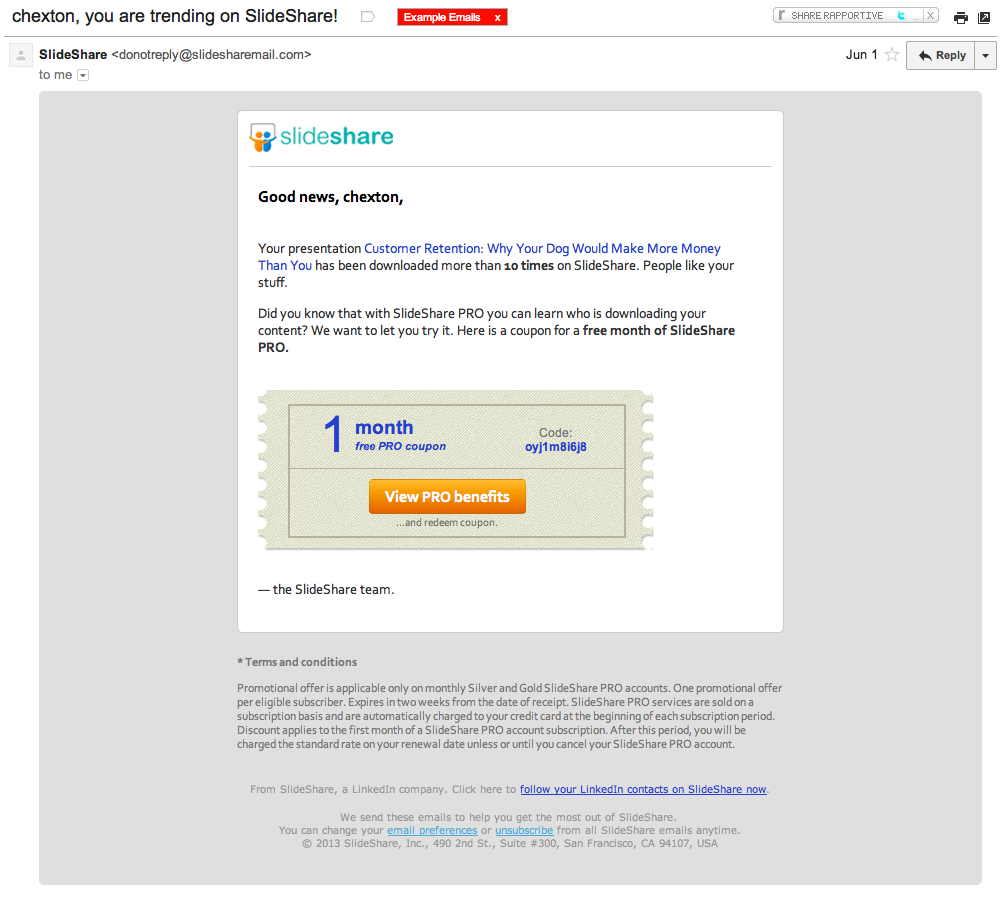 chexton, you are trending on SlideShare!
Example Emails x
SHARE RAPPORTIVE ... X
SlideShare <donotreply@slidesharemail.com>
Jun 1
Reply
to me
slideshare
Good news, chexton,
Your presentation Customer Retention: Why Your Dog Would Make More Money
Than You has been downloaded more than 10 times on SlideShare. People like your
stuff.
Did you know that with SlideShare PRO you can learn who is downloading your
content? We want to let you try it. Here is a coupon for a free month of SlideShare
PRO.
1 month
free PRO coupon
Code:
oyj1m8i6j8
View PRO benefits
...and redeem coupon.
— the SlideShare team.
* Terms and conditions
Promotional offer is applicable only on monthly Silver and Gold SlideShare PRO accounts. One promotional offer
per eligible subscriber. Expires in two weeks from the date of receipt. SlideShare PRO services are sold on a
subscription basis and are automatically charged to your credit card at the beginning of each subscription period.
Discount applies to the first month of a SlideShare PRO account subscription. After this period, you will be
charged the standard rate on your renewal date unless or until you cancel your SlideShare PRO account.
From SlideShare, a LinkedIn company. Click here to follow your LinkedIn contacts on SlideShare now.
We send these emails to help you get the most out of SlideShare.
You can change your email preferences or unsubscribe from all SlideShare emails anytime.
© 2013 SlideShare, Inc., 490 2nd St., Suite #300, San Francisco, CA 94107, USA